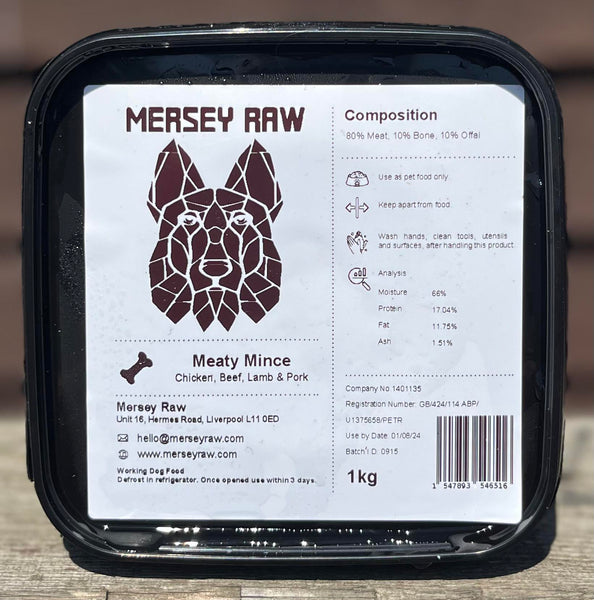 MERSEY RAW
Meaty Mince
Chicken, Beef, Lamb & Pork
Mersey Raw
Unit 16, Hermes Road, Liverpool L11 0ED
hello@merseyraw.com
www.merseyraw.com
Working Dog Food
Defrost in refrigerator. Once opened use within 3 days.
Composition
80% Meat, 10% Bone, 10% Offal
Use as pet food only
Keep apart from food
Wash hands, clean tools, utensils
and surfaces, after handling this product.
Analysis
Moisture 66%
Protein 17.04%
Fat 11.75%
Ash 1.51%
Company No 1401135
Registration Number: GB/424/114 ABP/
U1375658/PETR
Use by Date: 01/08/24
Batch I.D: 0915
1kg
1 547893 546516